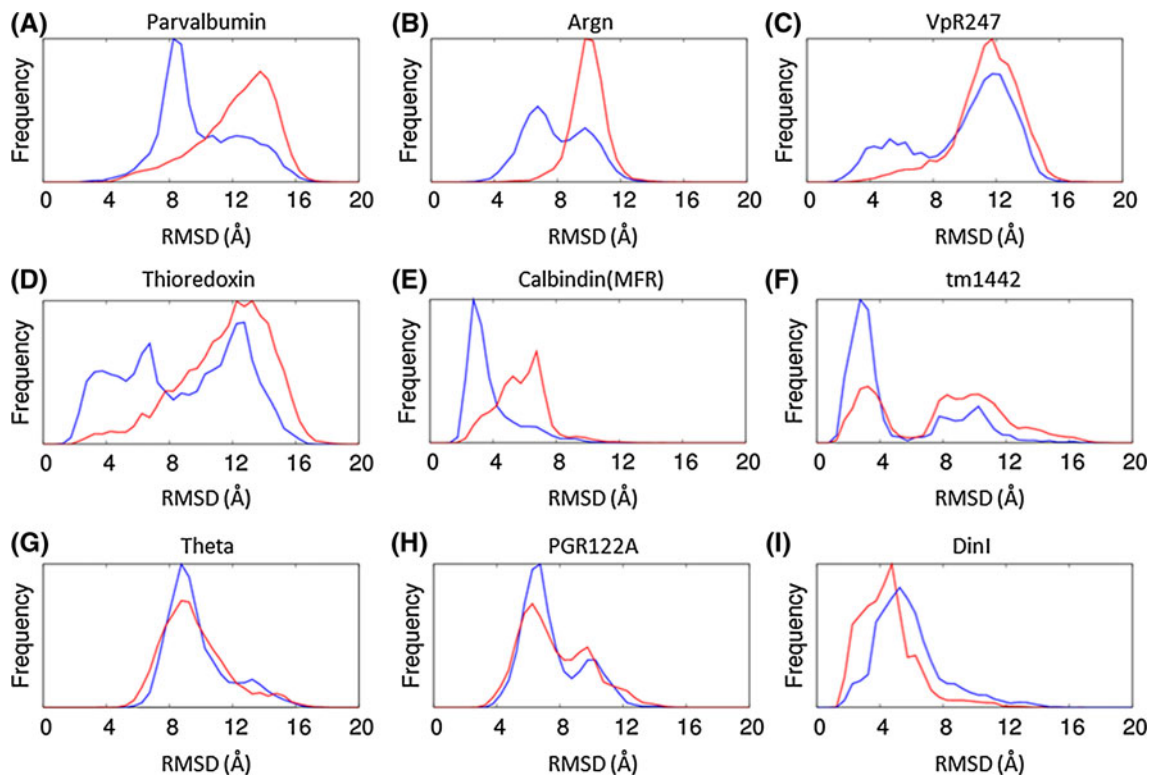 (A) Parvalbumin
Frequency
0 4 8 12 16 20
RMSD (Å)
(B) Argn
Frequency
0 4 8 12 16 20
RMSD (Å)
(C) VpR247
Frequency
0 4 8 12 16 20
RMSD (Å)
(D) Thioredoxin
Frequency
0 4 8 12 16 20
RMSD (Å)
(E) Calbindin(MFR)
Frequency
0 4 8 12 16 20
RMSD (Å)
(F) tm1442
Frequency
0 4 8 12 16 20
RMSD (Å)
(G) Theta
Frequency
0 4 8 12 16 20
RMSD (Å)
(H) PGR122A
Frequency
0 4 8 12 16 20
RMSD (Å)
(I) DinI
Frequency
0 4 8 12 16 20
RMSD (Å)